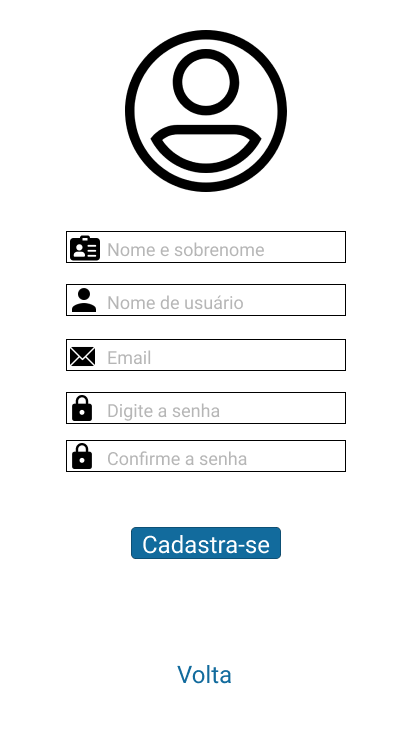 Nome e sobrenome
Nome de usuário
Email
Digite a senha
Confirme a senha
Cadastra-se
Volta